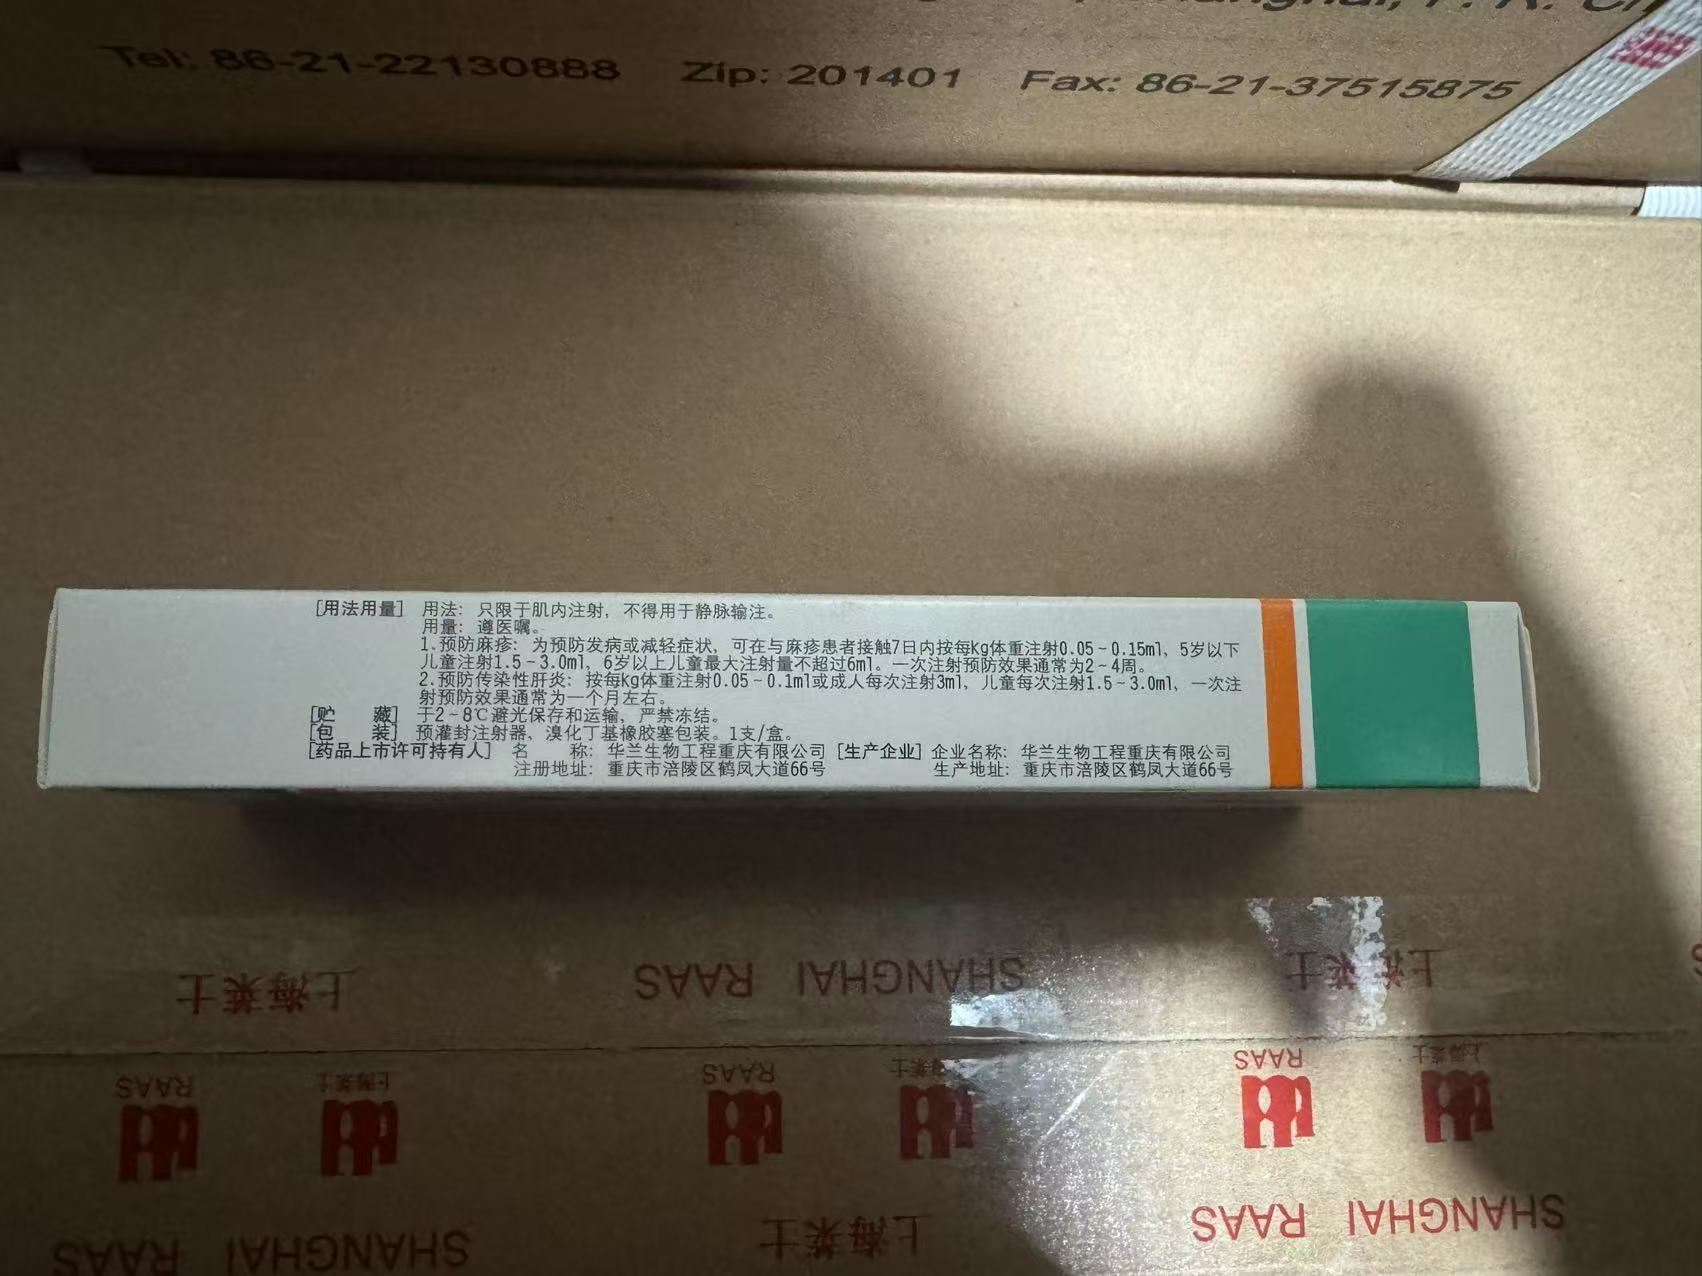 Tel: 86-21-22130888 Zip: 201401 Fax: 86-21-37515875
[用法用量] 用法：只限于肌内注射，不得用于静脉输注。
用量：遵医嘱。
1.预防麻疹：为预防发病或减轻症状，可在与麻疹患者接触7日内按每Kg体重注射0.05~0.15ml，5岁以下
儿童注射1.5~3.0ml，6岁以上儿童最大注射量不超过6ml。一次注射预防效果通常为2~4周。
2.预防传染性肝炎：按每kg体重注射0.05~0.1ml或成人每次注射3ml，儿童每次注射1.5~3.0ml，一次注
射预防效果通常为一个月左右。
[贮 藏] 于2~8℃避光保存和运输，严禁冻结。
[包 装] 预灌封注射器、溴化丁基橡胶塞包装。1支/盒。
[药品上市许可持有人] 名 称：华兰生物工程重庆有限公司 [生产企业] 企业名称：华兰生物工程重庆有限公司
注册地址：重庆市涪陵区鹤凤大道66号 生产地址：重庆市涪陵区鹤凤大道66号
上海莱士 SHANGHAI RAAS 上海莱士
RAAS 上海莱士 RAAS 上海莱士 RAAS 上海莱士
SHANGHAI RAAS 上海莱士 SHANGHAI RAAS